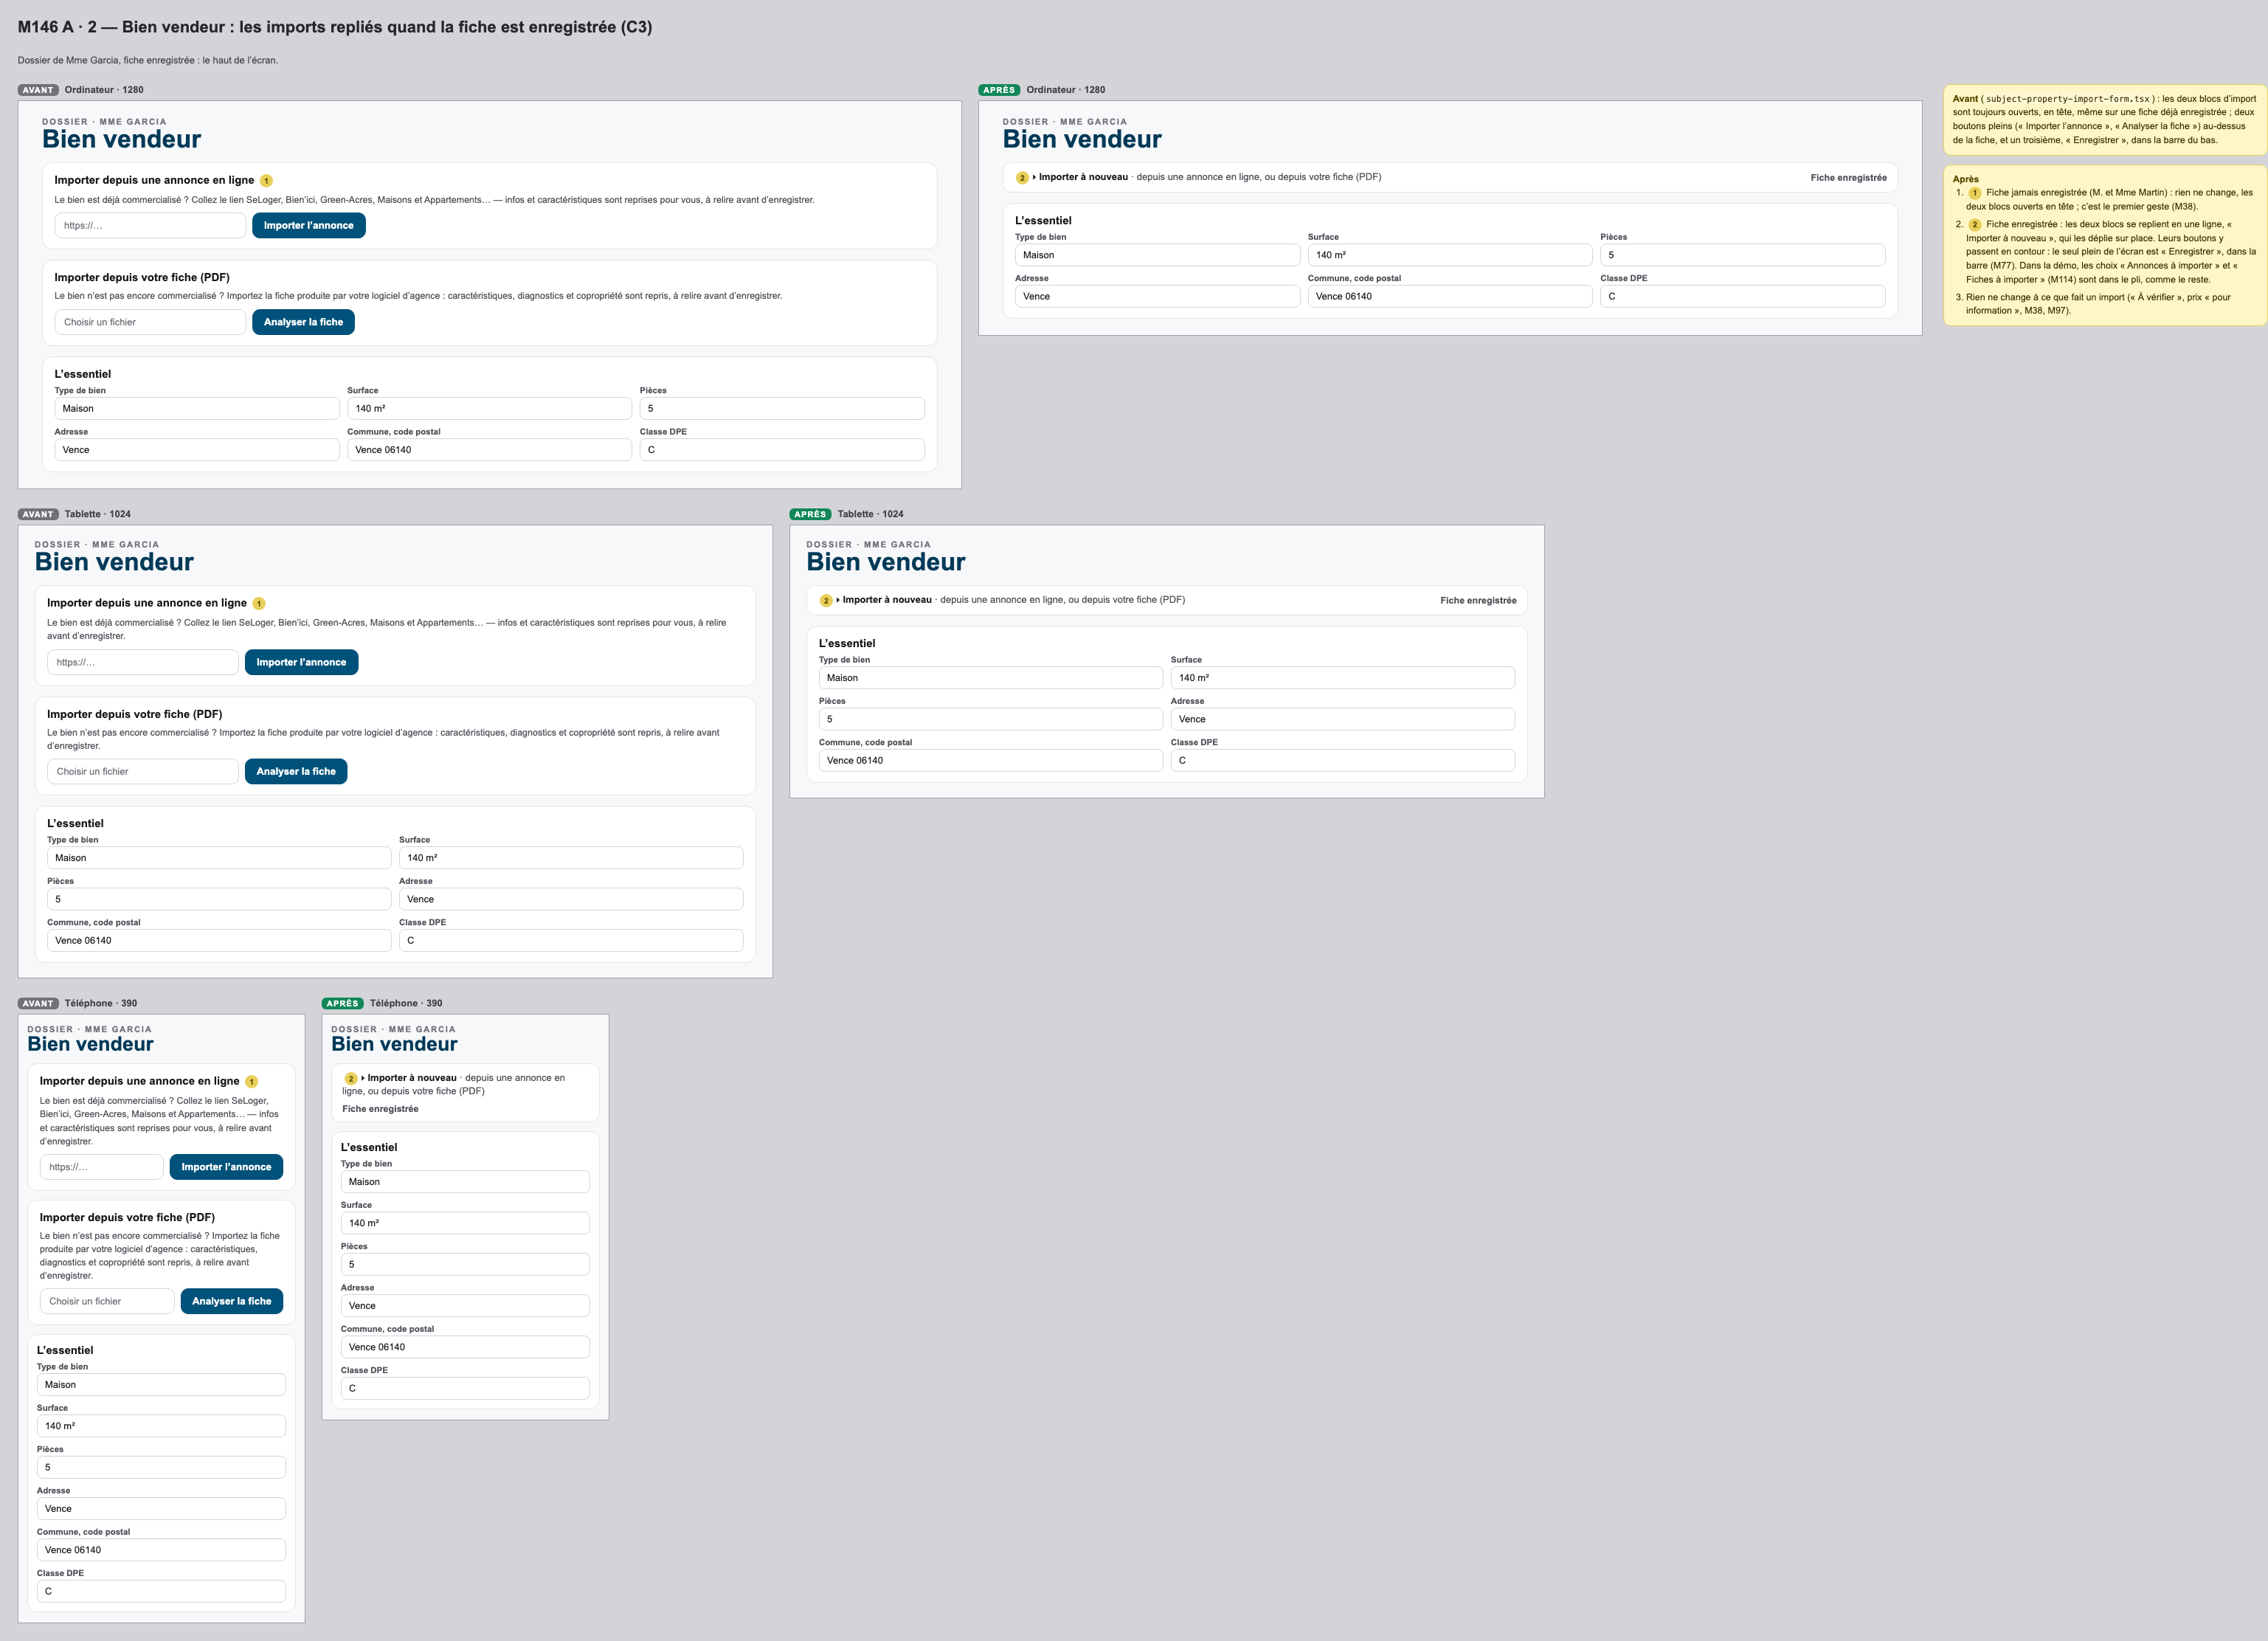 M146 A · 2 — Bien vendeur : les imports repliés quand la fiche est enregistrée (C3)
Dossier de Mme Garcia, fiche enregistrée : le haut de l’écran.
AVANT Ordinateur · 1280
DOSSIER · MME GARCIA
Bien vendeur
Importer depuis une annonce en ligne 1
Le bien est déjà commercialisé ? Collez le lien SeLoger, Bien’ici, Green-Acres, Maisons et Appartements… — infos et caractéristiques sont reprises pour vous, à relire avant d’enregistrer.
https://… Importer l’annonce
Importer depuis votre fiche (PDF)
Le bien n’est pas encore commercialisé ? Importez la fiche produite par votre logiciel d’agence : caractéristiques, diagnostics et copropriété sont repris, à relire avant d’enregistrer.
Choisir un fichier Analyser la fiche
L’essentiel
Type de bien Surface Pièces
Maison 140 m² 5
Adresse Commune, code postal Classe DPE
Vence Vence 06140 C
APRÈS Ordinateur · 1280
DOSSIER · MME GARCIA
Bien vendeur
2 ▸ Importer à nouveau · depuis une annonce en ligne, ou depuis votre fiche (PDF) Fiche enregistrée
L’essentiel
Type de bien Surface Pièces
Maison 140 m² 5
Adresse Commune, code postal Classe DPE
Vence Vence 06140 C
Avant ( subject-property-import-form.tsx ) : les deux blocs d’import
sont toujours ouverts, en tête, même sur une fiche déjà enregistrée ; deux
boutons pleins (« Importer l’annonce », « Analyser la fiche ») au-dessus
de la fiche, et un troisième, « Enregistrer », dans la barre du bas.
Après
1. 1 Fiche jamais enregistrée (M. et Mme Martin) : rien ne change, les
deux blocs ouverts en tête ; c’est le premier geste (M38).
2. 2 Fiche enregistrée : les deux blocs se replient en une ligne, «
Importer à nouveau », qui les déplie sur place. Leurs boutons y
passent en contour : le seul plein de l’écran est « Enregistrer », dans la
barre (M77). Dans la démo, les choix « Annonces à importer » et «
Fiches à importer » (M114) sont dans le pli, comme le reste.
3. Rien ne change à ce que fait un import (« À vérifier », prix « pour
information », M38, M97).
AVANT Tablette · 1024
DOSSIER · MME GARCIA
Bien vendeur
Importer depuis une annonce en ligne 1
Le bien est déjà commercialisé ? Collez le lien SeLoger, Bien’ici, Green-Acres, Maisons et Appartements… — infos et caractéristiques sont reprises pour vous, à relire
avant d’enregistrer.
https://… Importer l’annonce
Importer depuis votre fiche (PDF)
Le bien n’est pas encore commercialisé ? Importez la fiche produite par votre logiciel d’agence : caractéristiques, diagnostics et copropriété sont repris, à relire avant
d’enregistrer.
Choisir un fichier Analyser la fiche
L’essentiel
Type de bien Surface
Maison 140 m²
Pièces Adresse
5 Vence
Commune, code postal Classe DPE
Vence 06140 C
APRÈS Tablette · 1024
DOSSIER · MME GARCIA
Bien vendeur
2 ▸ Importer à nouveau · depuis une annonce en ligne, ou depuis votre fiche (PDF) Fiche enregistrée
L’essentiel
Type de bien Surface
Maison 140 m²
Pièces Adresse
5 Vence
Commune, code postal Classe DPE
Vence 06140 C
AVANT Téléphone · 390
DOSSIER · MME GARCIA
Bien vendeur
Importer depuis une annonce en ligne 1
Le bien est déjà commercialisé ? Collez le lien SeLoger,
Bien’ici, Green-Acres, Maisons et Appartements… — infos
et caractéristiques sont reprises pour vous, à relire avant
d’enregistrer.
https://… Importer l’annonce
Importer depuis votre fiche (PDF)
Le bien n’est pas encore commercialisé ? Importez la fiche
produite par votre logiciel d’agence : caractéristiques,
diagnostics et copropriété sont repris, à relire avant
d’enregistrer.
Choisir un fichier Analyser la fiche
L’essentiel
Type de bien
Maison
Surface
140 m²
Pièces
5
Adresse
Vence
Commune, code postal
Vence 06140
Classe DPE
C
APRÈS Téléphone · 390
DOSSIER · MME GARCIA
Bien vendeur
2 ▸ Importer à nouveau · depuis une annonce en
ligne, ou depuis votre fiche (PDF)
Fiche enregistrée
L’essentiel
Type de bien
Maison
Surface
140 m²
Pièces
5
Adresse
Vence
Commune, code postal
Vence 06140
Classe DPE
C